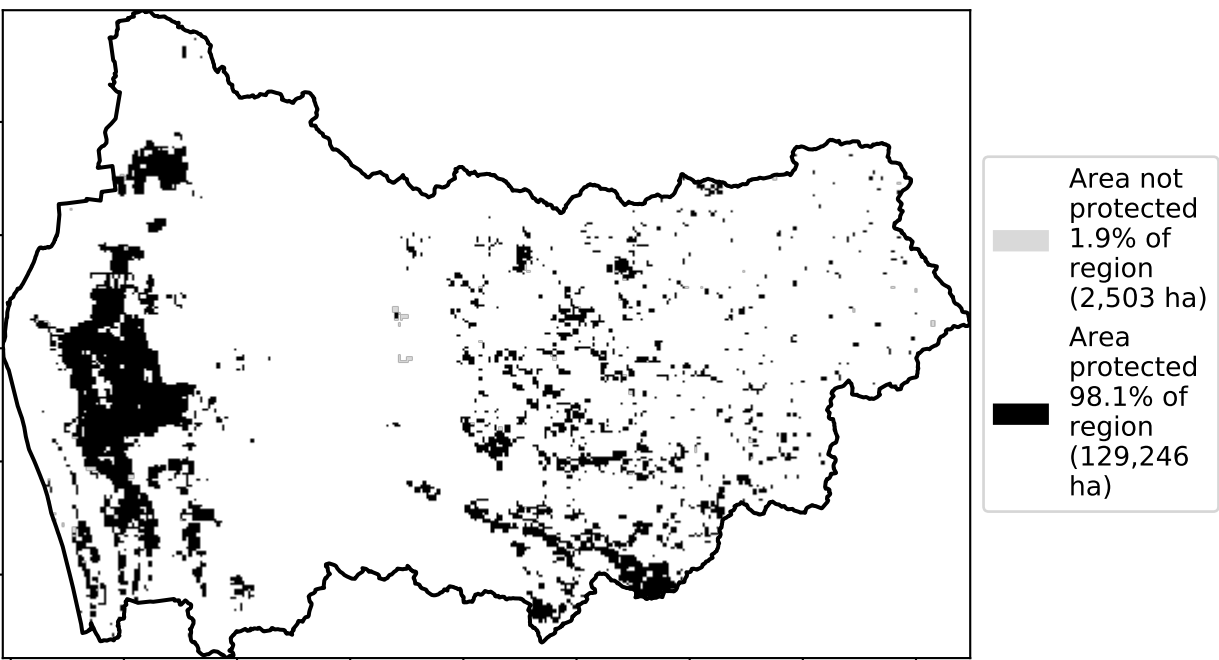 Area not
protected
1.9% of
region
(2,503 ha)
Area
protected
98.1% of
region
(129,246
ha)